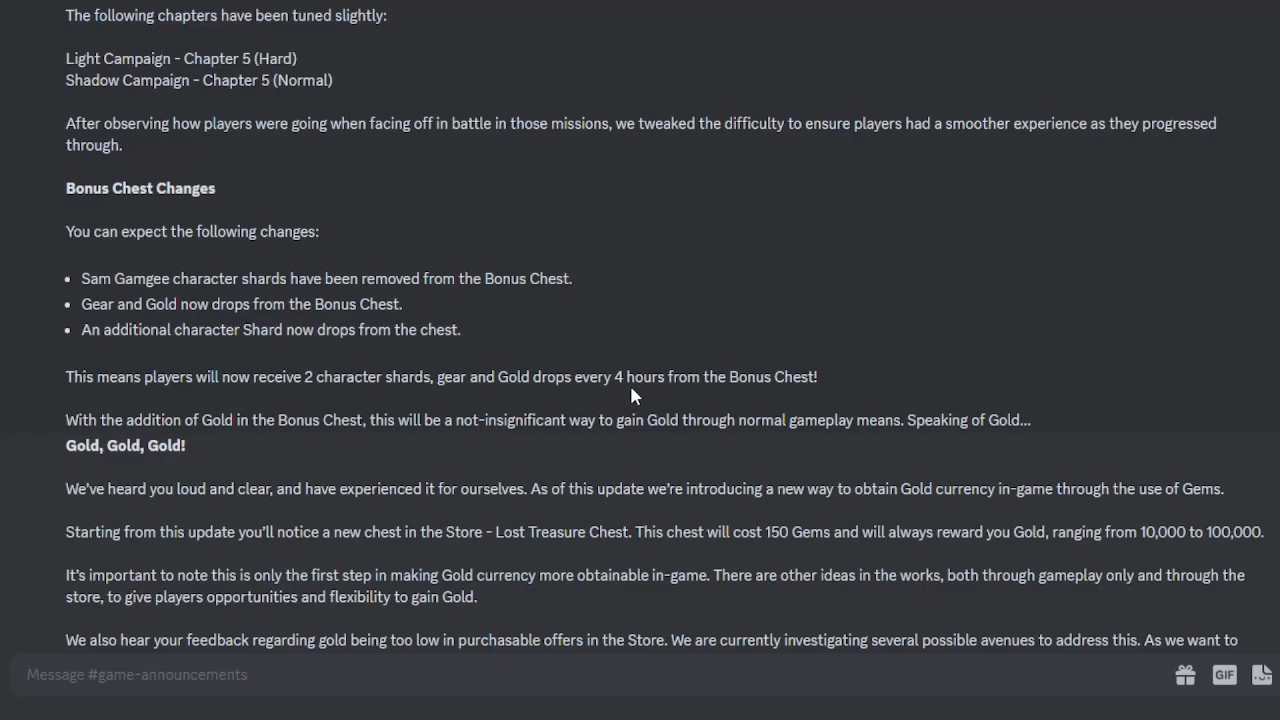 The following chapters have been tuned slightly:
Light Campaign - Chapter 5 (Hard)
Shadow Campaign - Chapter 5 (Normal)
After observing how players were going when facing off in battle in those missions, we tweaked the difficulty to ensure players had a smoother experience as they progressed
through.
Bonus Chest Changes
You can expect the following changes:
• Sam Gamgee character shards have been removed from the Bonus Chest.
• Gear and Gold now drops from the Bonus Chest.
• An additional character Shard now drops from the chest.
This means players will now receive 2 character shards, gear and Gold drops every 4 hours from the Bonus Chest!
With the addition of Gold in the Bonus Chest, this will be a not-insignificant way to gain Gold through normal gameplay means. Speaking of Gold...
Gold, Gold, Gold!
We've heard you loud and clear, and have experienced it for ourselves. As of this update we're introducing a new way to obtain Gold currency in-game through the use of Gems.
Starting from this update you'll notice a new chest in the Store - Lost Treasure Chest. This chest will cost 150 Gems and will always reward you Gold, ranging from 10,000 to 100,000.
It's important to note this is only the first step in making Gold currency more obtainable in-game. There are other ideas in the works, both through gameplay only and through the
store, to give players opportunities and flexibility to gain Gold.
We also hear your feedback regarding gold being too low in purchasable offers in the Store. We are currently investigating several possible avenues to address this. As we want to
Message #game-announcements
GIF